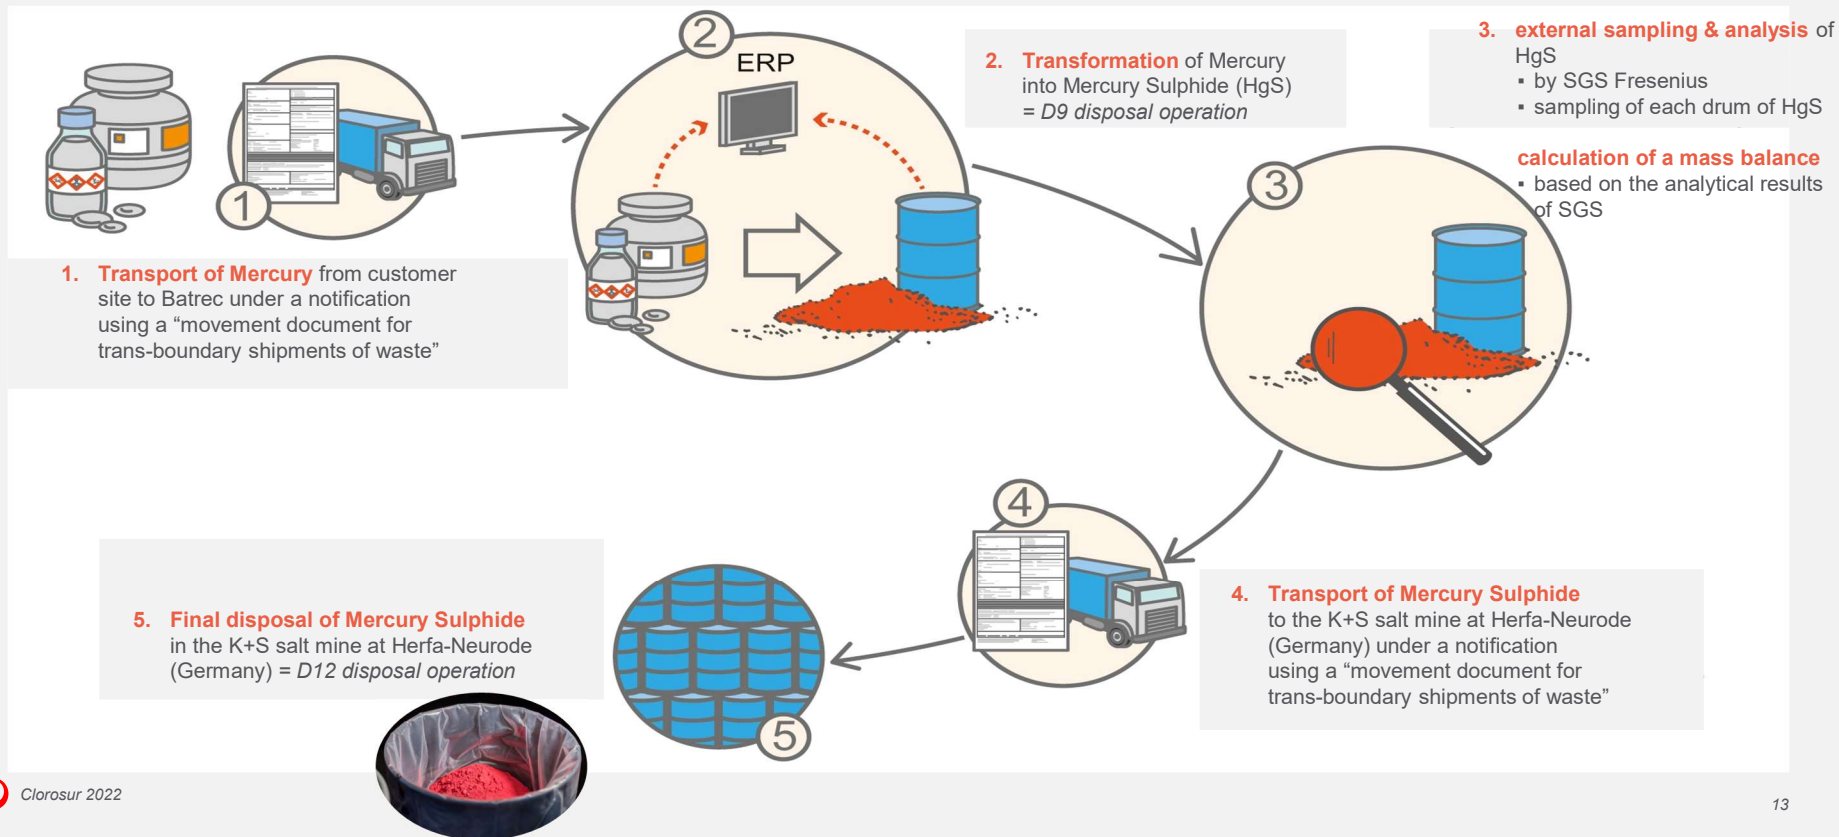 1
1. Transport of Mercury from customer
site to Batrec under a notification
using a “movement document for
trans-boundary shipments of waste”
2
ERP
2. Transformation of Mercury
into Mercury Sulphide (HgS)
= D9 disposal operation
3. external sampling & analysis of
HgS
▪ by SGS Fresenius
▪ sampling of each drum of HgS
calculation of a mass balance
▪ based on the analytical results
of SGS
3
4
4. Transport of Mercury Sulphide
to the K+S salt mine at Herfa-Neurode
(Germany) under a notification
using a “movement document for
trans-boundary shipments of waste”
5. Final disposal of Mercury Sulphide
in the K+S salt mine at Herfa-Neurode
(Germany) = D12 disposal operation
5
Clorosur 2022
13